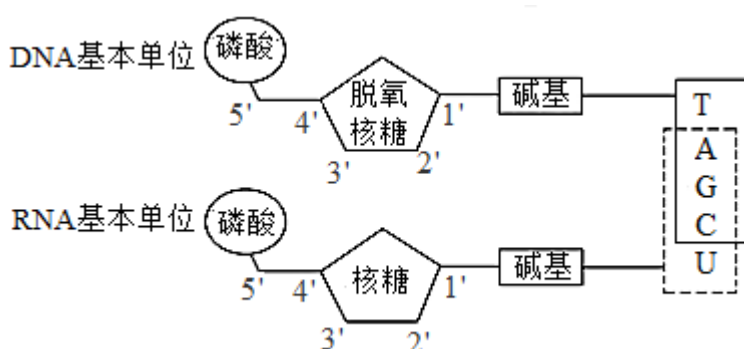 DNA基本单位 磷酸
脱氧
核糖
碱基
5' 4' 3' 2' 1'
T
A
G
C
U
RNA基本单位 磷酸
核糖
碱基
5' 4' 3' 2' 1'